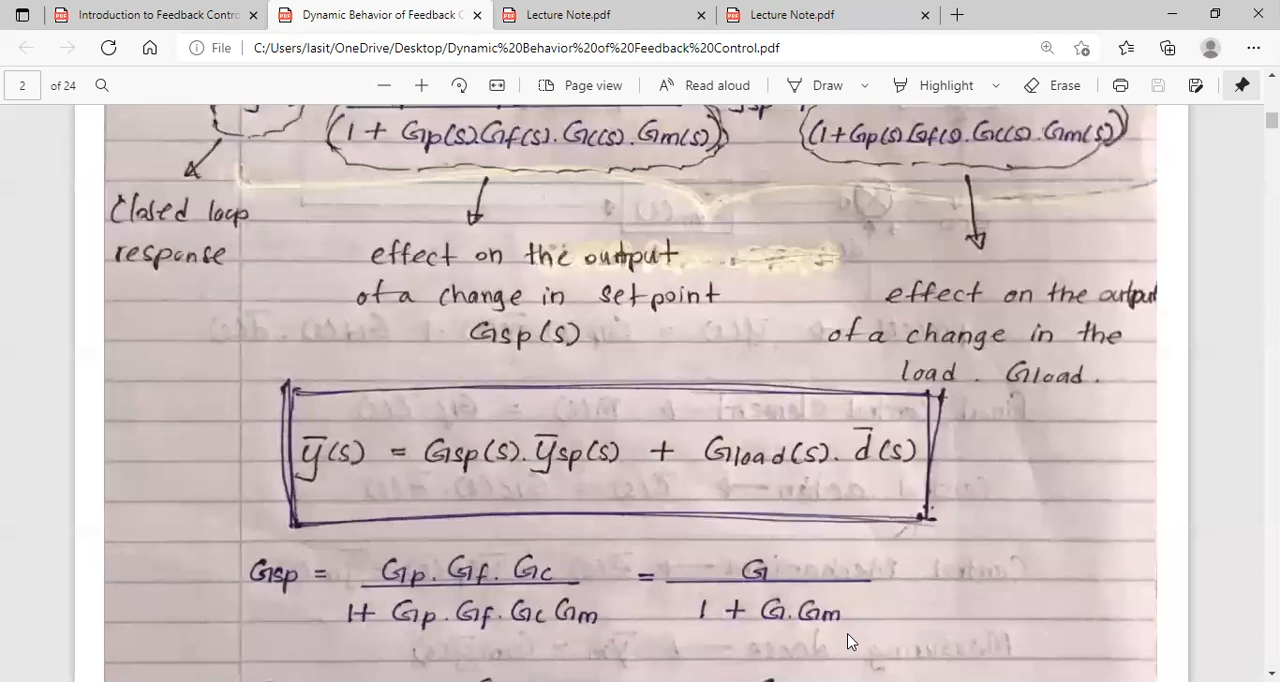 Introduction to Feedback Contro
Dynamic Behavior of Feedback C
Lecture Note.pdf
Lecture Note.pdf
File
C:/Users/lasit/OneDrive/Desktop/Dynamic%20Behavior%20of%20Feedback%20Control.pdf
2 of 24
Page view
Read aloud
Draw
Highlight
Erase
(1 + Gp(s)Gf(s).Gc(s).Gm(s))
(1+Gp(s)Gf(s).Gc(s).Gm(s))
Closed loop
response
effect on the output
of a change in setpoint
Gsp(s)
effect on the output
of a change in the
load . Gload.
ȳ(s) = Gsp(s).ȳsp(s) + Gload(s).d̄(s)
Gsp = Gp.Gf.Gc = G
1+ Gp.Gf.Gc Gm 1 + G.Gm